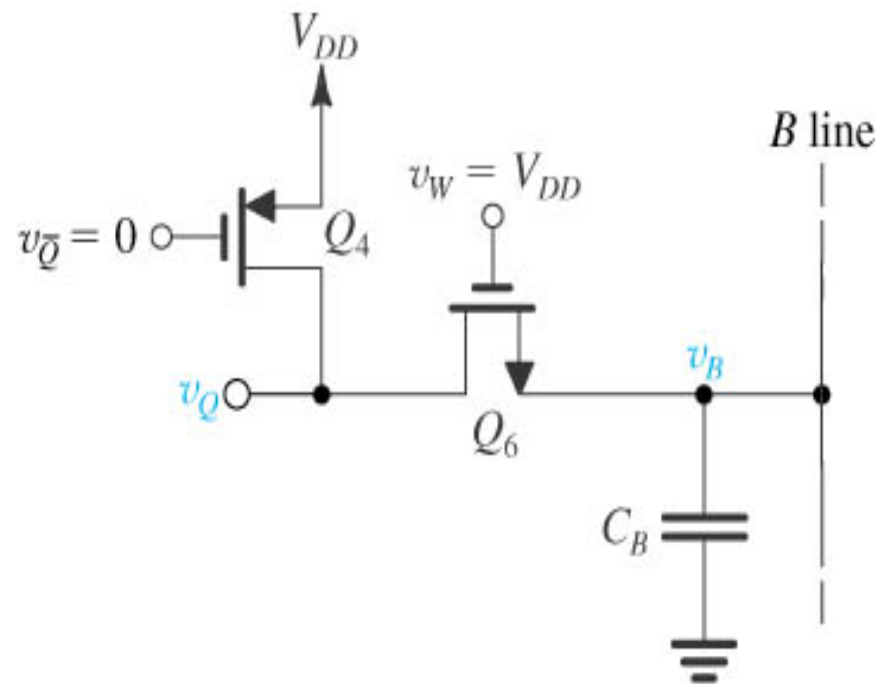 V_DD
B line
v_W = V_DD
v_Q̅ = 0
Q_4
v_Q
v_B
Q_6
C_B